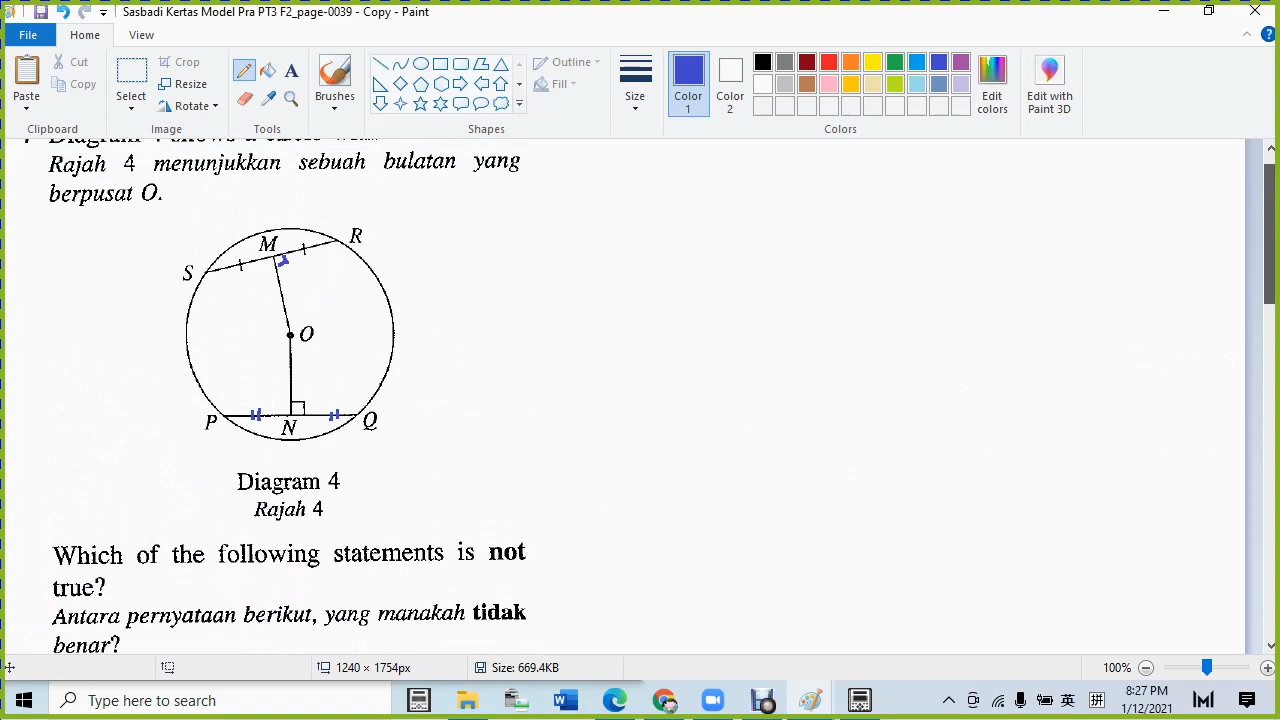 Sasbadi Kertas Model Pra PT3 F2_page-0039 - Copy - Paint
File Home View
Paste Cut Copy Clipboard
Select Crop Resize Rotate Image
A Tools
Brushes
Outline Fill Shapes
Size
Color 1 Color 2 Edit colors Colors
Edit with Paint 3D
Rajah 4 menunjukkan sebuah bulatan yang
berpusat O.
M R
S
O
P N Q
Diagram 4
Rajah 4
Which of the following statements is not
true?
Antara pernyataan berikut, yang manakah tidak
benar?
1240 × 1754px Size: 669.4KB 100%
Type here to search
英 拼 8:27 PM
1/12/2021